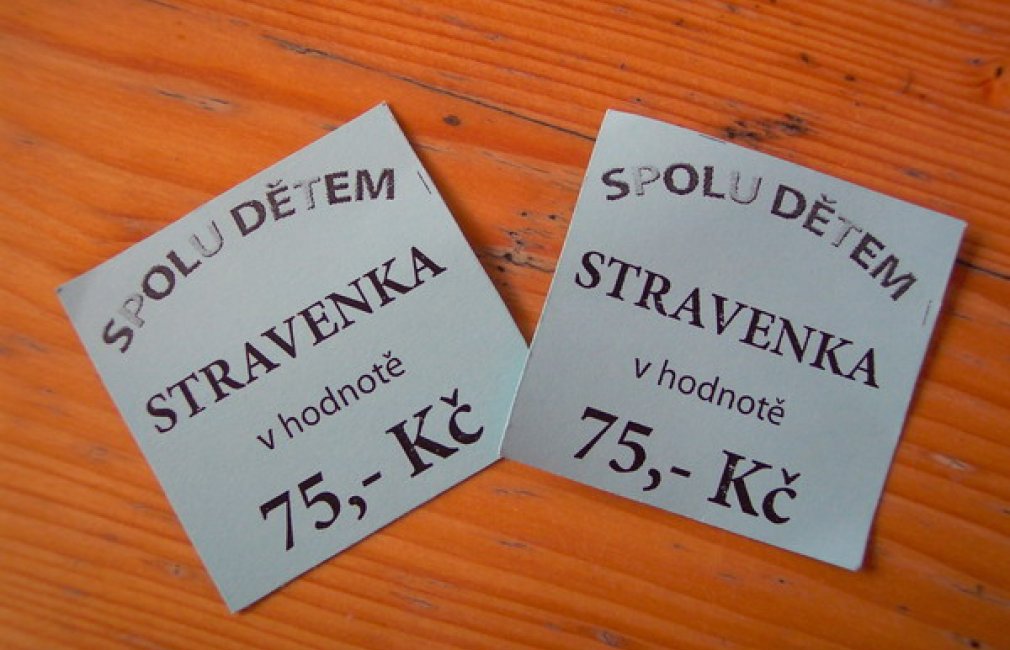 SPOLU DĚTEM
STRAVENKA
v hodnotě
75,- Kč
SPOLU DĚTEM
STRAVENKA
v hodnotě
75,- Kč